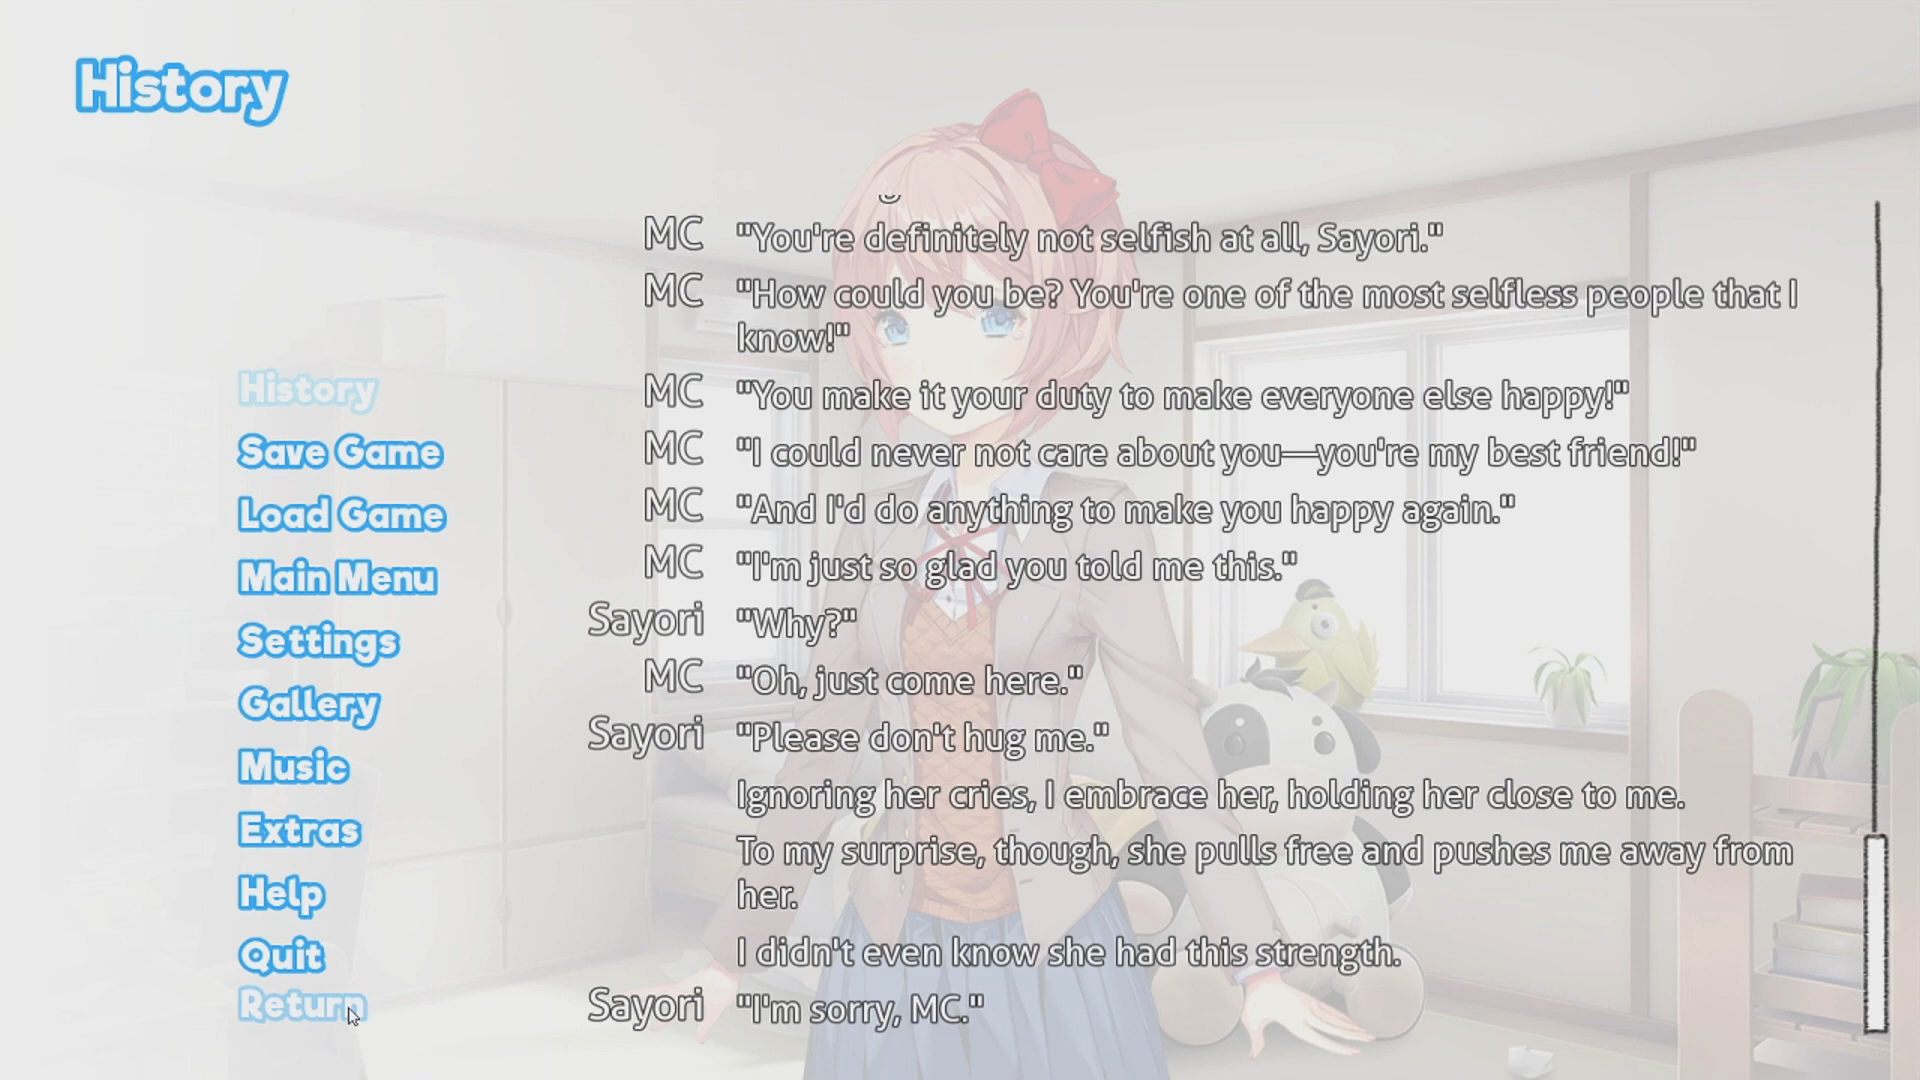 History
MC "You're definitely not selfish at all, Sayori."
MC "How could you be? You're one of the most selfless people that I
know!"
MC "You make it your duty to make everyone else happy!"
MC "I could never not care about you—you're my best friend!"
MC "And I'd do anything to make you happy again."
MC "I'm just so glad you told me this."
Sayori "Why?"
MC "Oh, just come here."
Sayori "Please don't hug me."
Ignoring her cries, I embrace her, holding her close to me.
To my surprise, though, she pulls free and pushes me away from
her.
I didn't even know she had this strength.
Sayori "I'm sorry, MC."
History
Save Game
Load Game
Main Menu
Settings
Gallery
Music
Extras
Help
Quit
Return